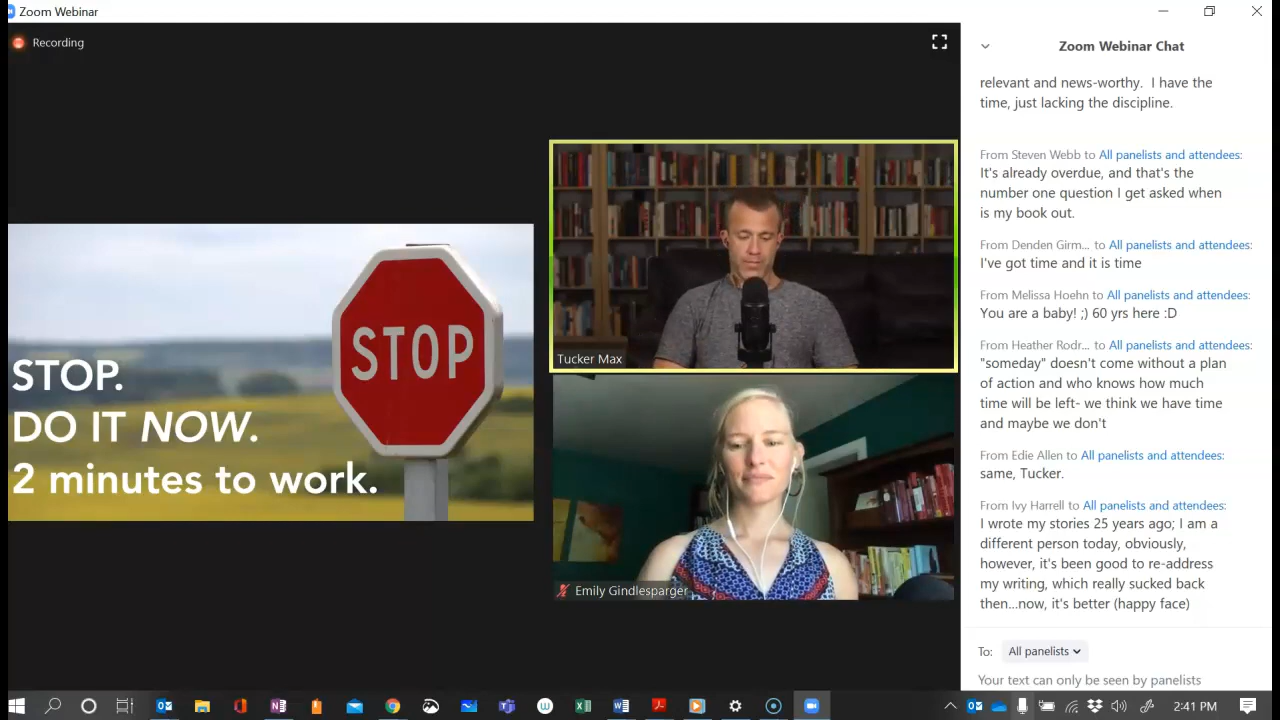 Zoom Webinar
Recording
STOP
STOP.
DO IT NOW.
2 minutes to work.
Tucker Max
Emily Gindlesparger
Zoom Webinar Chat
relevant and news-worthy. I have the
time, just lacking the discipline.
From Steven Webb to All panelists and attendees:
It's already overdue, and that's the
number one question I get asked when
is my book out.
From Denden Girm... to All panelists and attendees:
I've got time and it is time
From Melissa Hoehn to All panelists and attendees:
You are a baby! ;) 60 yrs here :D
From Heather Rodr... to All panelists and attendees:
"someday" doesn't come without a plan
of action and who knows how much
time will be left- we think we have time
and maybe we don't
From Edie Allen to All panelists and attendees:
same, Tucker.
From Ivy Harrell to All panelists and attendees:
I wrote my stories 25 years ago; I am a
different person today, obviously,
however, it's been good to re-address
my writing, which really sucked back
then...now, it's better (happy face)
To: All panelists
Your text can only be seen by panelists
2:41 PM